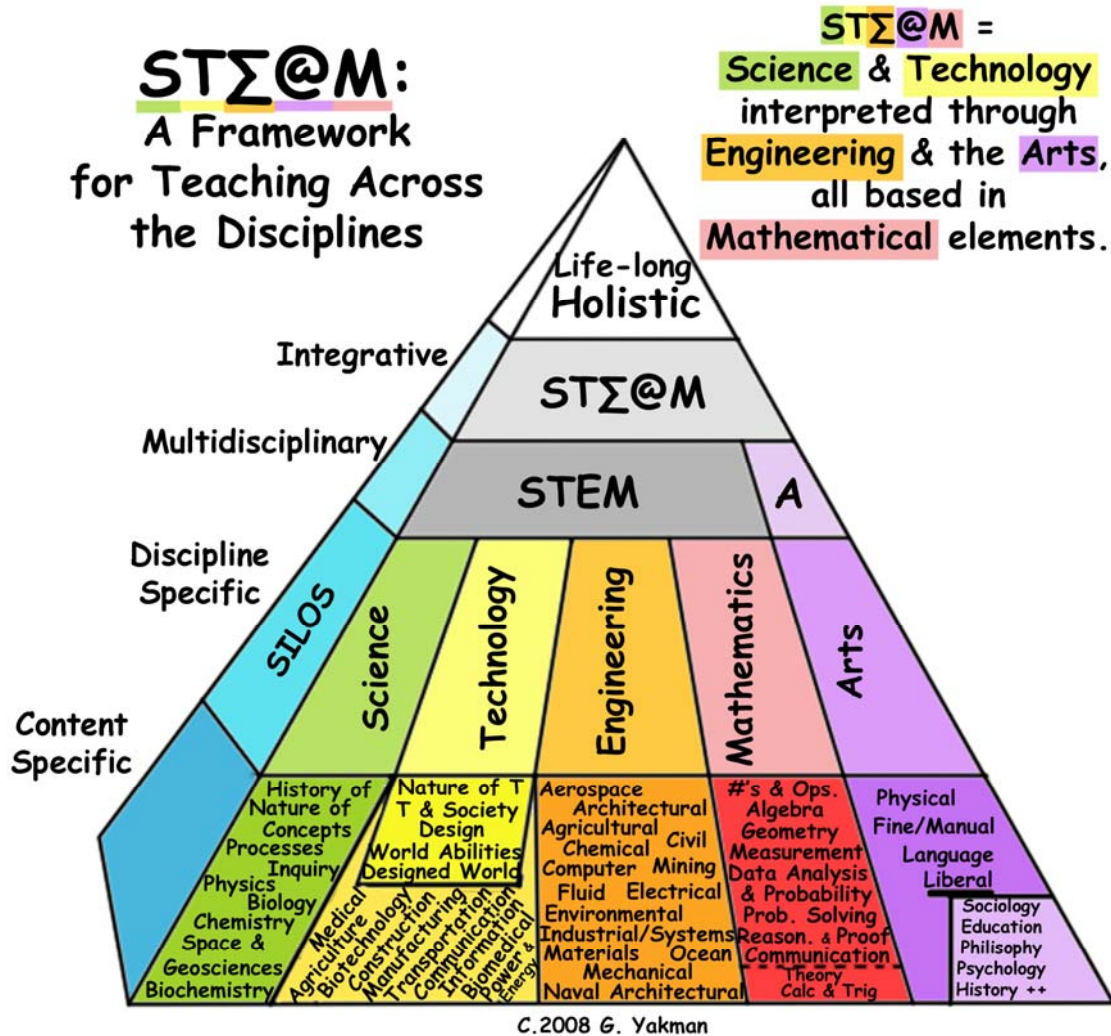 STΣ@M:
A Framework
for Teaching Across
the Disciplines
STΣ@M =
Science & Technology
interpreted through
Engineering & the Arts,
all based in
Mathematical elements.
Life-long
Holistic
Integrative
STΣ@M
Multidisciplinary
STEM
A
Discipline
Specific
SILOS
Science
Technology
Engineering
Mathematics
Arts
Content
Specific
History of
Nature of
Concepts
Processes
Inquiry
Physics
Biology
Chemistry
Space &
Geosciences
Biochemistry
Nature of T
T & Society
Design
World Abilities
Designed World
Medical
Agriculture
Biotechnology
Construction
Manufacturing
Transportation
Communication
Information
Biomedical
Power &
Energy
Aerospace
Architectural
Agricultural
Civil
Chemical
Computer Mining
Fluid Electrical
Environmental
Industrial/Systems
Materials Ocean
Mechanical
Naval Architectural
#'s & Ops.
Algebra
Geometry
Measurement
Data Analysis
& Probability
Prob. Solving
Reason. & Proof
Communication
Theory
Calc & Trig
Physical
Fine/Manual
Language
Liberal
Sociology
Education
Philisophy
Psychology
History ++
C.2008 G. Yakman